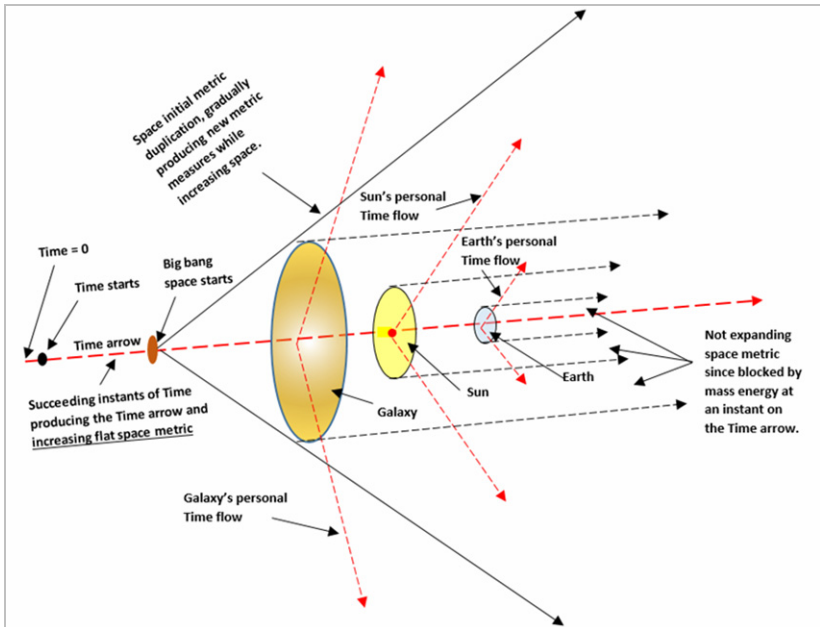 Space initial metric
duplication, gradually
producing new metric
measures while
increasing space.
Sun's personal
Time flow
Earth's personal
Time flow
Time = 0
Time starts
Big bang
space starts
Time arrow
Succeeding instants of Time
producing the Time arrow and
increasing flat space metric
Galaxy
Sun
Earth
Not expanding
space metric
since blocked by
mass energy at
an instant on
the Time arrow.
Galaxy's personal
Time flow